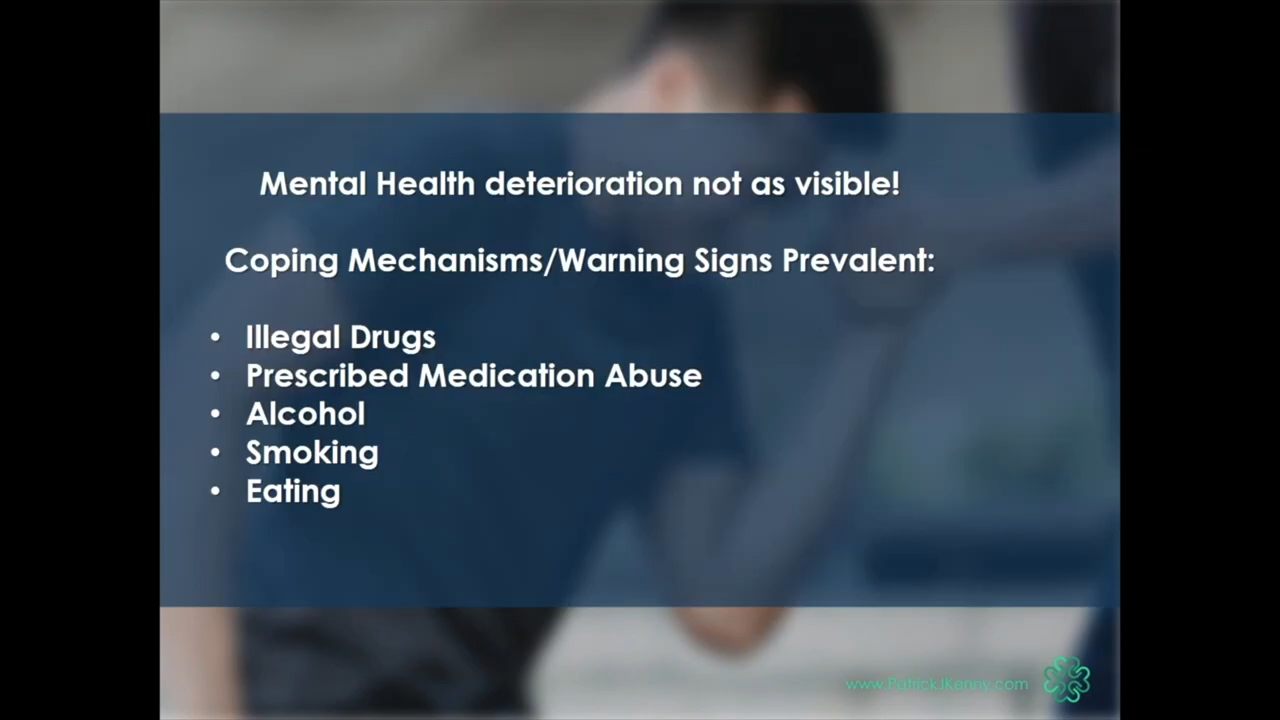 Mental Health deterioration not as visible!
Coping Mechanisms/Warning Signs Prevalent:
• Illegal Drugs
• Prescribed Medication Abuse
• Alcohol
• Smoking
• Eating
www.PatrickJKenny.com